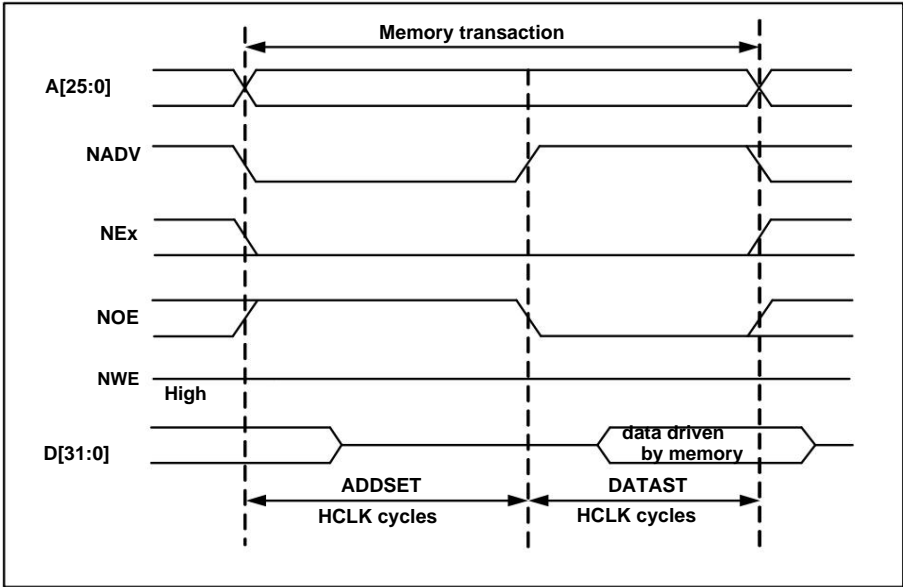 Memory transaction
A[25:0]
NADV
NEx
NOE
NWE
High
D[31:0]
data driven
by memory
ADDSET
DATAST
HCLK cycles
HCLK cycles